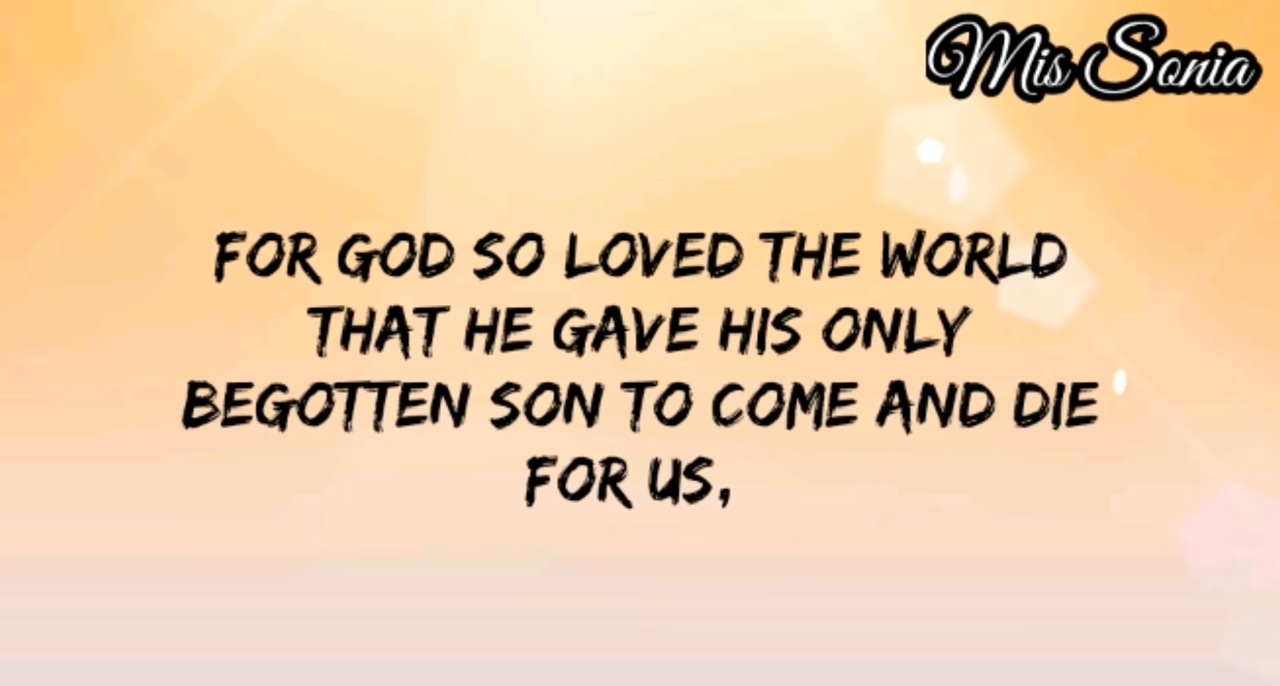 Mis Sonia
FOR GOD SO LOVED THE WORLD
THAT HE GAVE HIS ONLY
BEGOTTEN SON TO COME AND DIE
FOR US,